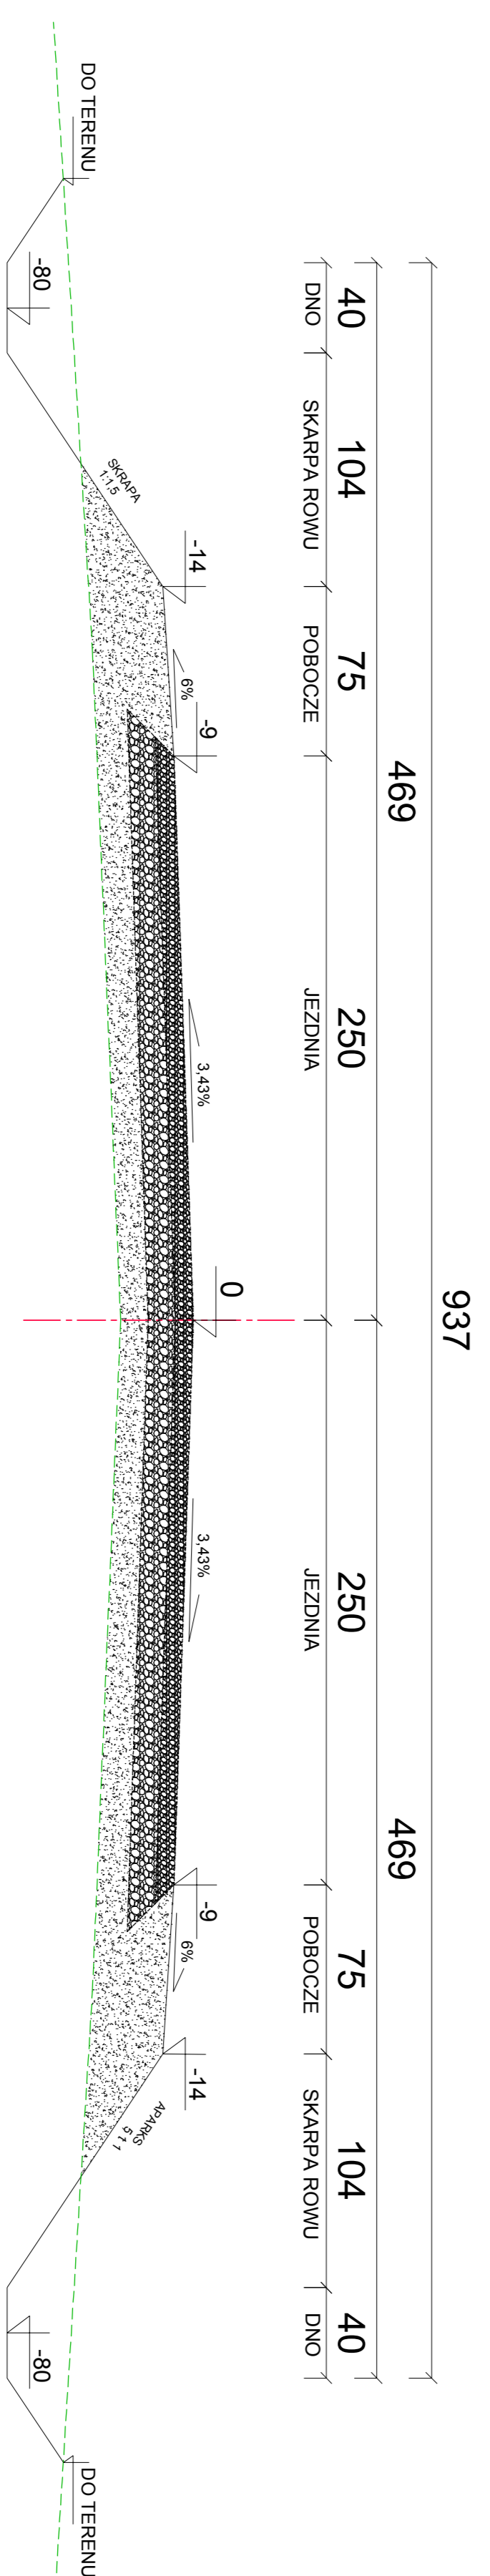 937
469
469
40
104
75
250
250
75
104
40
DNO
SKARPA ROWU
POBOCZE
JEZDNIA
JEZDNIA
POBOCZE
SKARPA ROWU
DNO
0
-9
-9
-14
-14
3,43%
3,43%
6%
6%
SKRAPA
1:1,5
APARKS
5,1:1
DO TERENU
-80
-80
DO TERENU